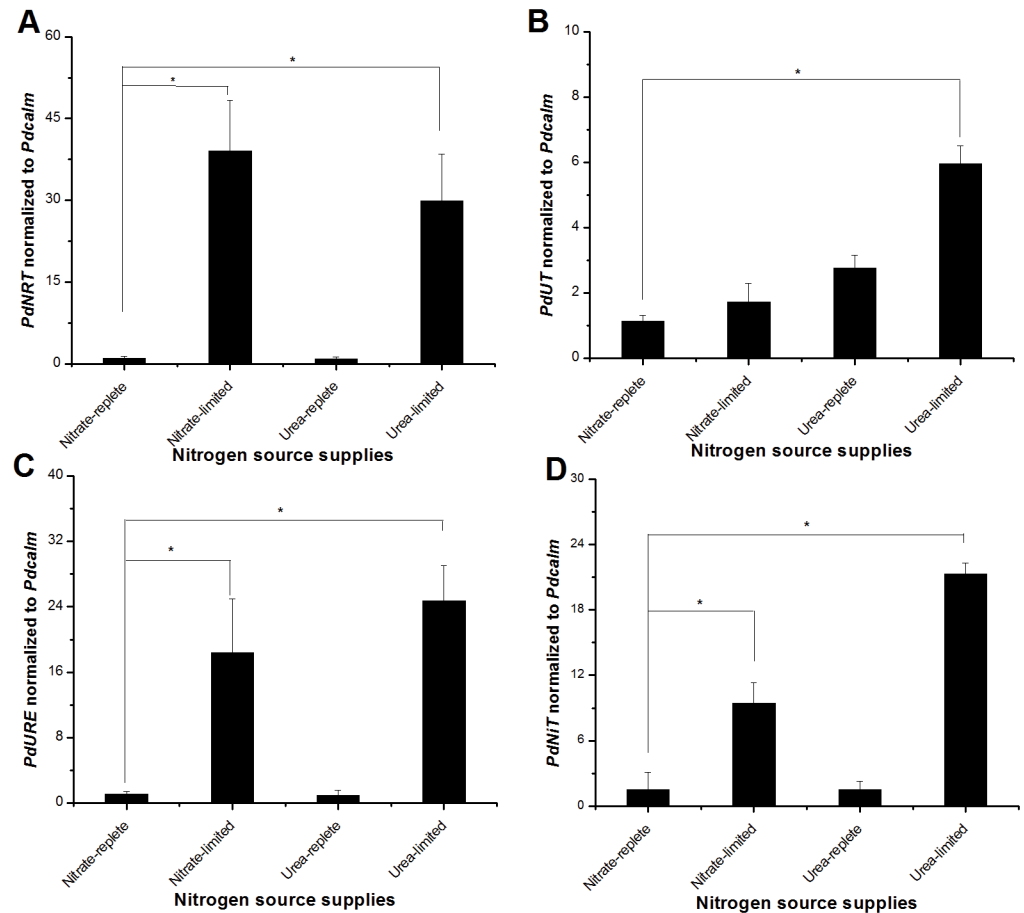 A
PdNRT normalized to Pdcalm
60
45
30
15
0
*
*
Nitrate-replete
Nitrate-limited
Urea-replete
Urea-limited
Nitrogen source supplies
B
PdUT normalized to Pdcalm
10
8
6
4
2
0
*
Nitrate-replete
Nitrate-limited
Urea-replete
Urea-limited
Nitrogen source supplies
C
PdURE normalized to Pdcalm
40
32
24
16
8
0
*
*
Nitrate-replete
Nitrate-limited
Urea-replete
Urea-limited
Nitrogen source supplies
D
PdNiT normalized to Pdcalm
30
24
18
12
6
0
*
*
Nitrate-replete
Nitrate-limited
Urea-replete
Urea-limited
Nitrogen source supplies